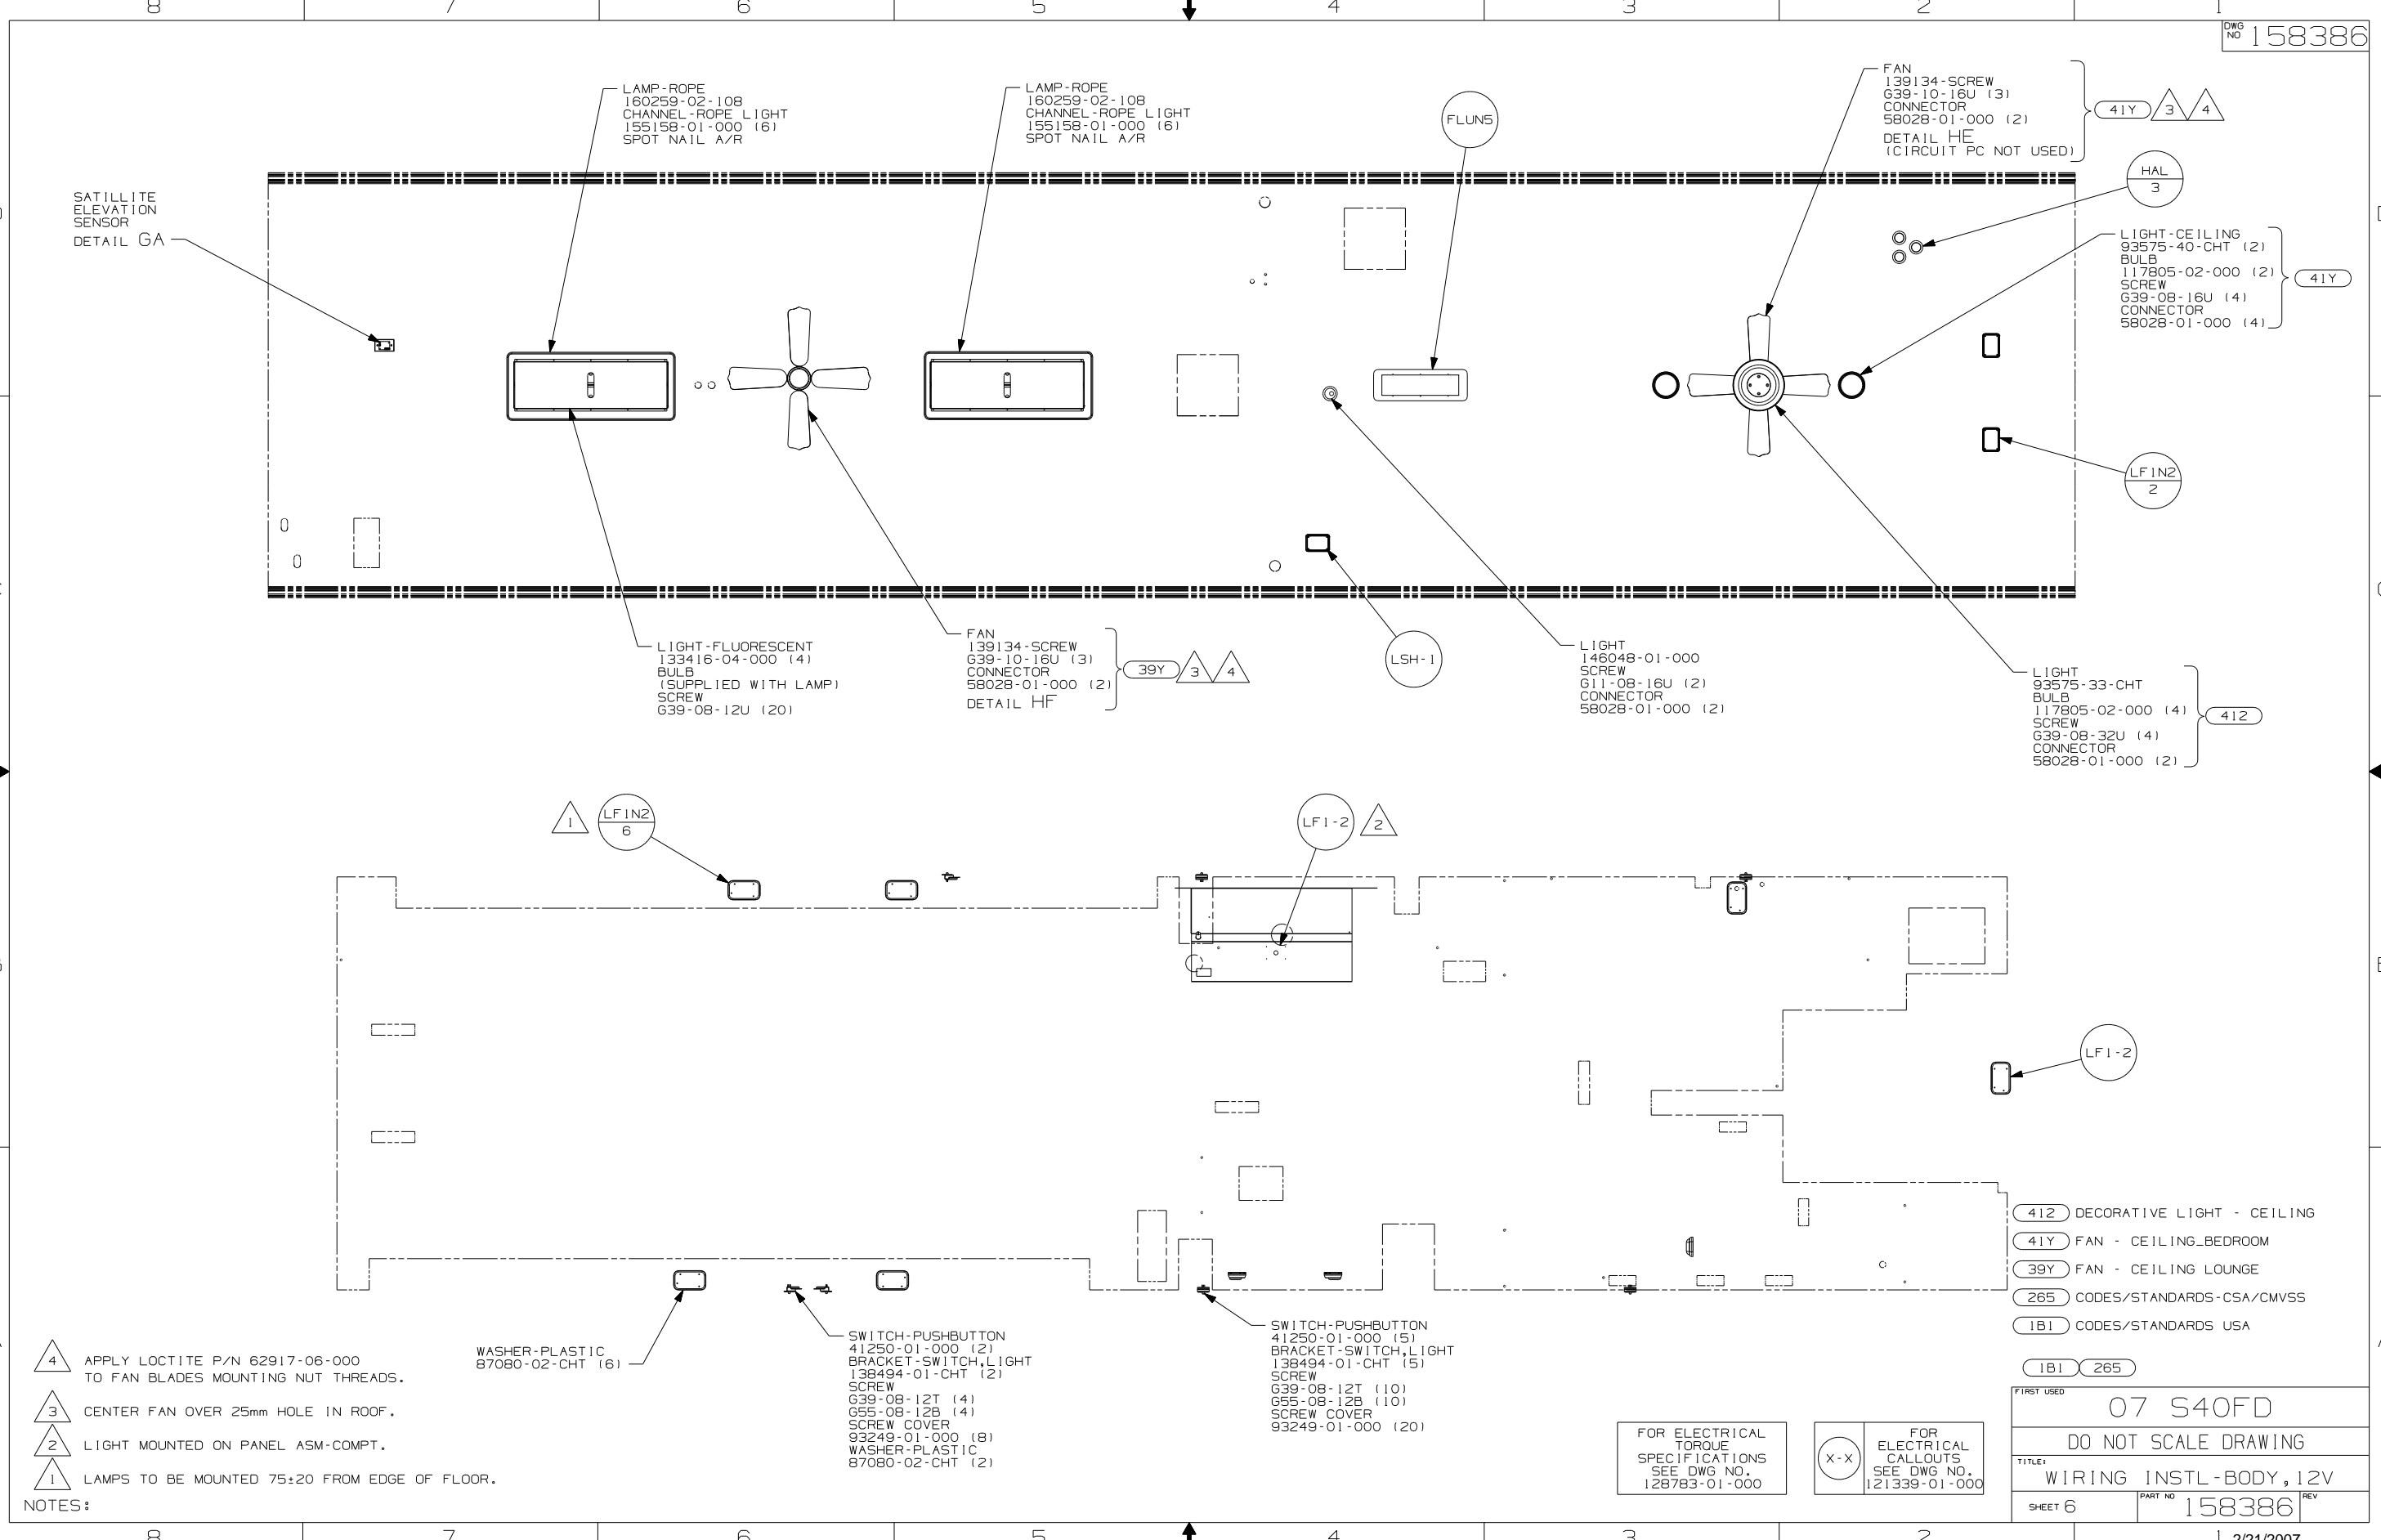 8 7 6 5 4 3 2 1
DWG NO 158386
LAMP-ROPE
160259-02-108
CHANNEL-ROPE LIGHT
155158-01-000 (6)
SPOT NAIL A/R
LAMP-ROPE
160259-02-108
CHANNEL-ROPE LIGHT
155158-01-000 (6)
SPOT NAIL A/R
FLUN5
FAN
139134-SCREW
G39-10-16U (3)
CONNECTOR
58028-01-000 (2)
DETAIL HE
(CIRCUIT PC NOT USED)
41Y 3 4
HAL
3
SATILLITE
ELEVATION
SENSOR
DETAIL GA
D
LIGHT-CEILING
93575-40-CHT (2)
BULB
117805-02-000 (2)
SCREW
G39-08-16U (4)
CONNECTOR
58028-01-000 (4)
41Y
LF1N2
2
LIGHT-FLUORESCENT
133416-04-000 (4)
BULB
(SUPPLIED WITH LAMP)
SCREW
G39-08-12U (20)
FAN
139134-SCREW
G39-10-16U (3)
CONNECTOR
58028-01-000 (2)
DETAIL HF
39Y 3 4
LSH-1
LIGHT
146048-01-000
SCREW
G11-08-16U (2)
CONNECTOR
58028-01-000 (2)
LIGHT
93575-33-CHT
BULB
117805-02-000 (4)
SCREW
G39-08-32U (4)
CONNECTOR
58028-01-000 (2)
412
1
LF1N2
6
LF1-2 2
LF1-2
412 DECORATIVE LIGHT - CEILING
41Y FAN - CEILING_BEDROOM
39Y FAN - CEILING LOUNGE
265 CODES/STANDARDS-CSA/CMVSS
1B1 CODES/STANDARDS USA
1B1 265
WASHER-PLASTIC
87080-02-CHT (6)
SWITCH-PUSHBUTTON
41250-01-000 (2)
BRACKET-SWITCH,LIGHT
138494-01-CHT (2)
SCREW
G39-08-12T (4)
G55-08-12B (4)
SCREW COVER
93249-01-000 (8)
WASHER-PLASTIC
87080-02-CHT (2)
SWITCH-PUSHBUTTON
41250-01-000 (5)
BRACKET-SWITCH,LIGHT
138494-01-CHT (5)
SCREW
G39-08-12T (10)
G55-08-12B (10)
SCREW COVER
93249-01-000 (20)
4 APPLY LOCTITE P/N 62917-06-000
TO FAN BLADES MOUNTING NUT THREADS.
3 CENTER FAN OVER 25mm HOLE IN ROOF.
2 LIGHT MOUNTED ON PANEL ASM-COMPT.
1 LAMPS TO BE MOUNTED 75±20 FROM EDGE OF FLOOR.
NOTES:
FOR ELECTRICAL
TORQUE
SPECIFICATIONS
SEE DWG NO.
128783-01-000
X-X
FOR
ELECTRICAL
CALLOUTS
SEE DWG NO.
121339-01-000
FIRST USED
07 S40FD
DO NOT SCALE DRAWING
TITLE:
WIRING INSTL-BODY,12V
SHEET 6 PART NO 158386 REV
8 7 6 5 4 3 2 1
2/21/2007